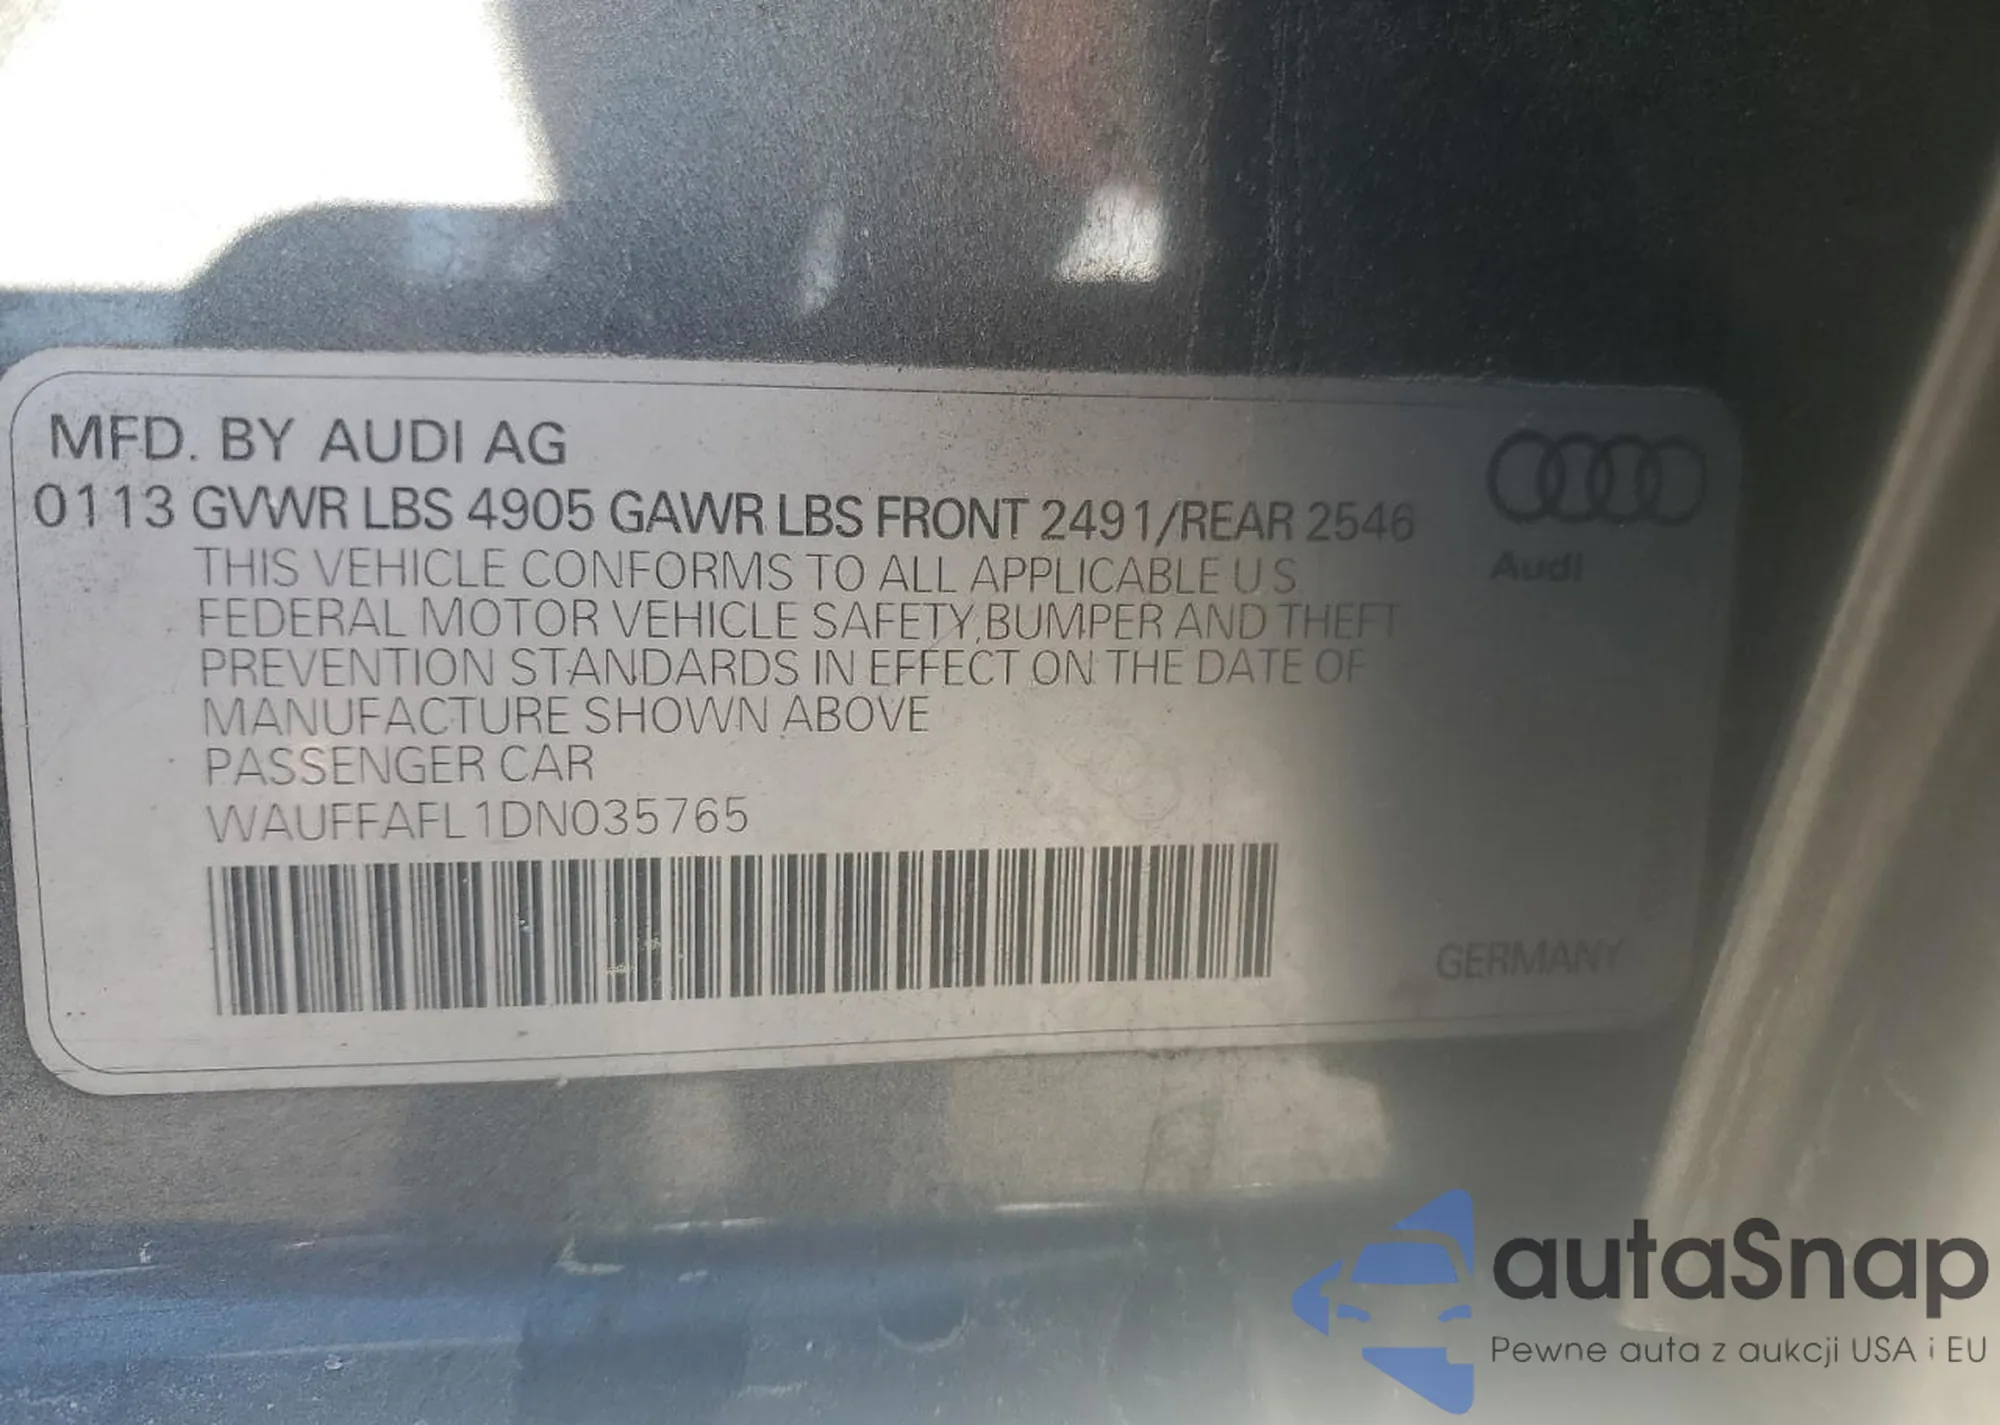 MFD. BY AUDI AG
0113 GVWR LBS 4905 GAWR LBS FRONT 2491/REAR 2546
Audi
THIS VEHICLE CONFORMS TO ALL APPLICABLE U S
FEDERAL MOTOR VEHICLE SAFETY, BUMPER AND THEFT
PREVENTION STANDARDS IN EFFECT ON THE DATE OF
MANUFACTURE SHOWN ABOVE
PASSENGER CAR
WAUFFAFL1DN035765
GERMANY
autaSnap
Pewne auta z aukcji USA i EU